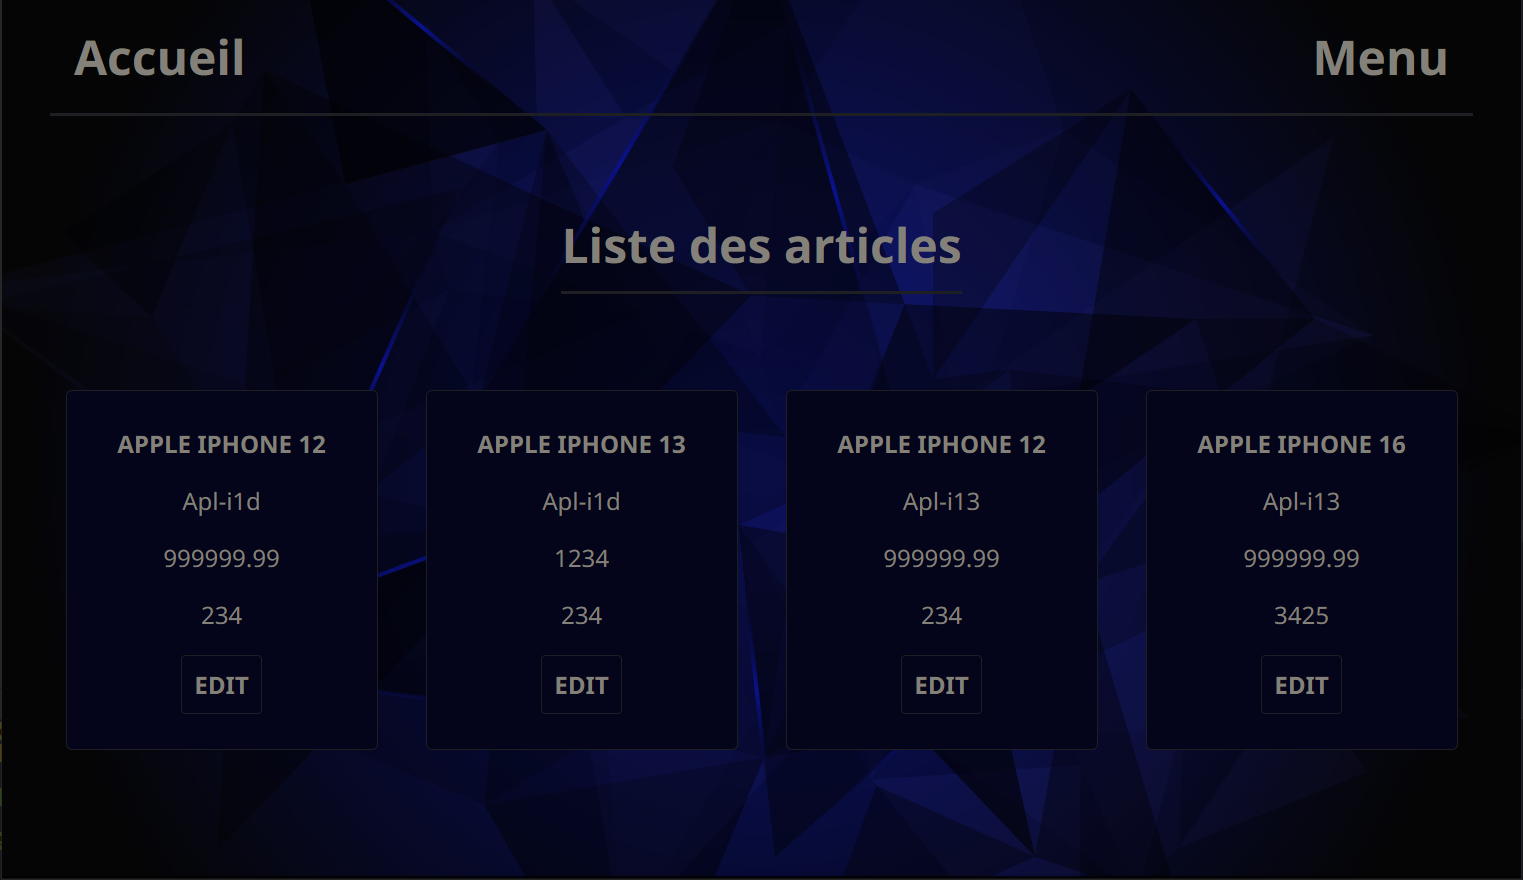 Accueil
Menu
Liste des articles
APPLE IPHONE 12
Apl-i1d
999999.99
234
EDIT
APPLE IPHONE 13
Apl-i1d
1234
234
EDIT
APPLE IPHONE 12
Apl-i13
999999.99
234
EDIT
APPLE IPHONE 16
Apl-i13
999999.99
3425
EDIT